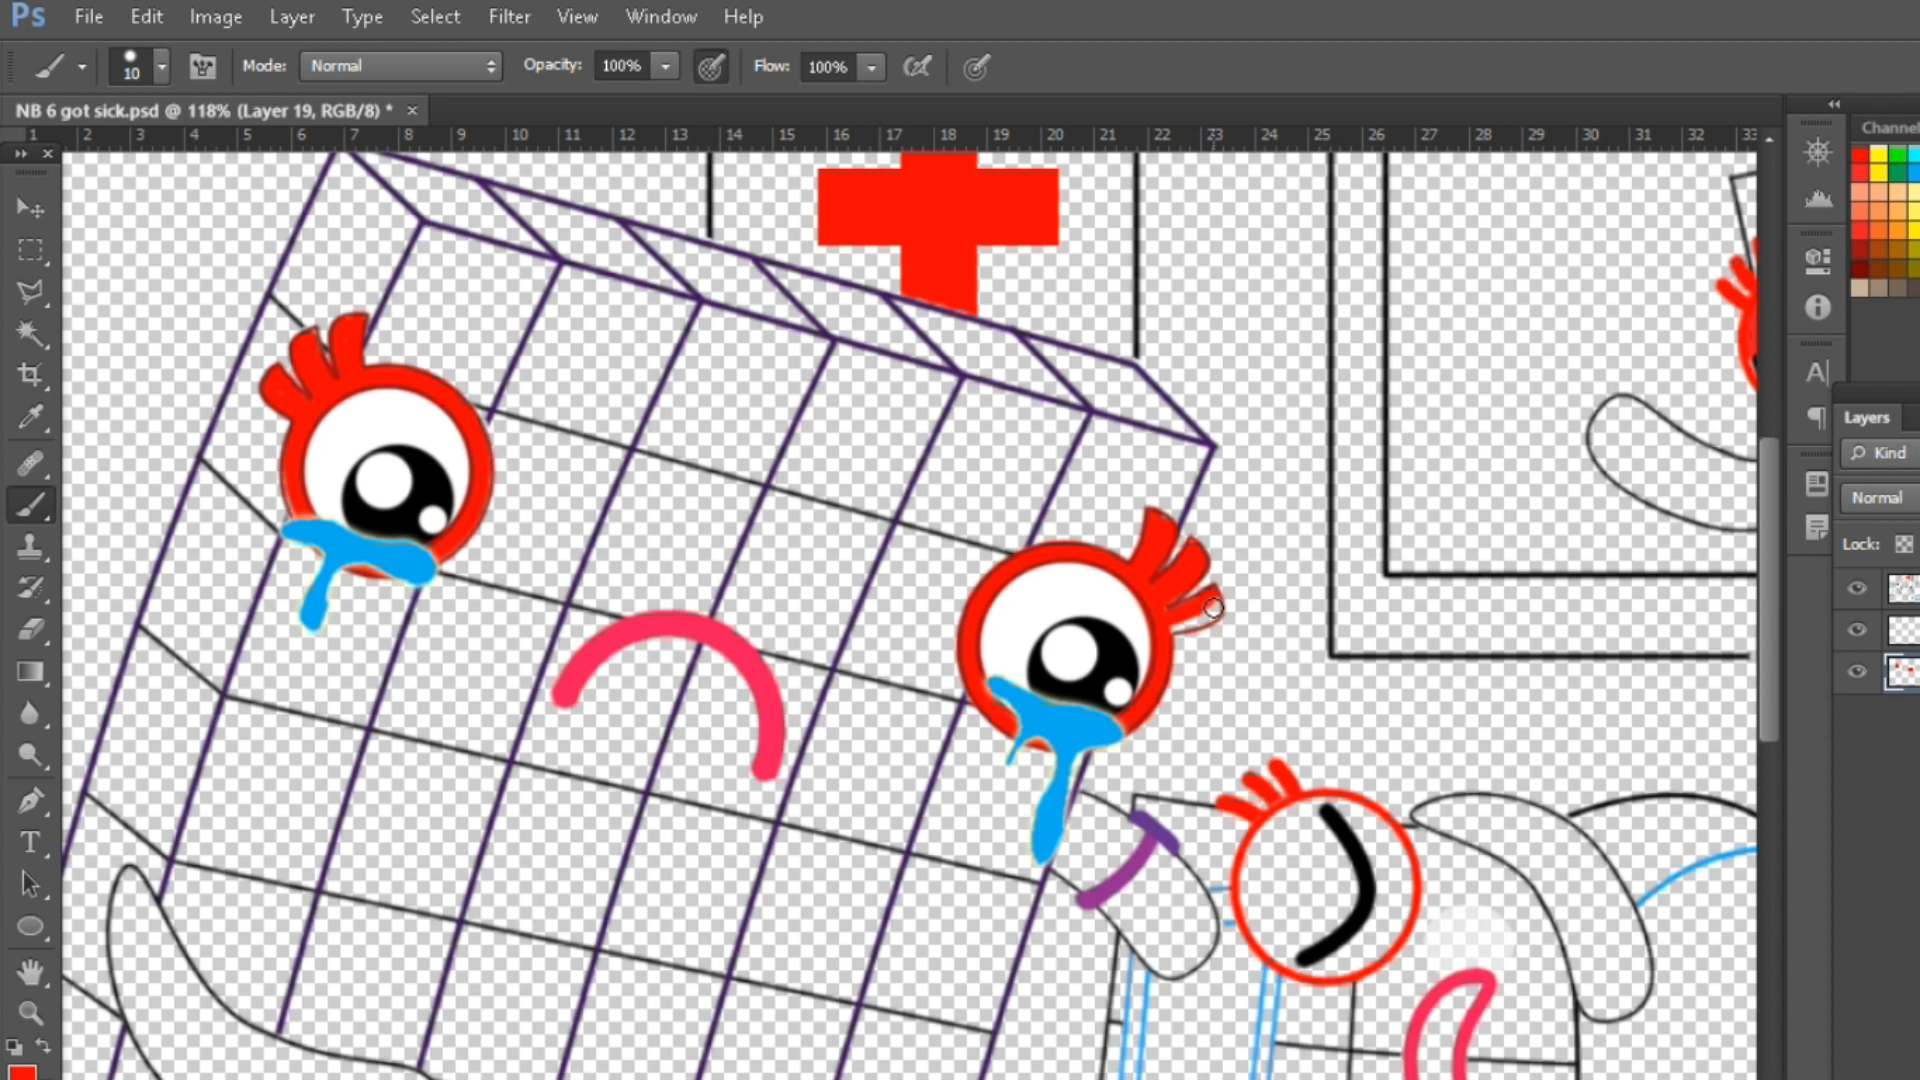 Ps File Edit Image Layer Type Select Filter View Window Help
10 Mode: Normal Opacity: 100% Flow: 100%
NB 6 got sick.psd @ 118% (Layer 19, RGB/8) * ×
1 2 3 4 5 6 7 8 9 10 11 12 13 14 15 16 17 18 19 20 21 22 23 24 25 26 27 28 29 30 31 32 33
Channel
Layers
Kind
Normal
Lock: